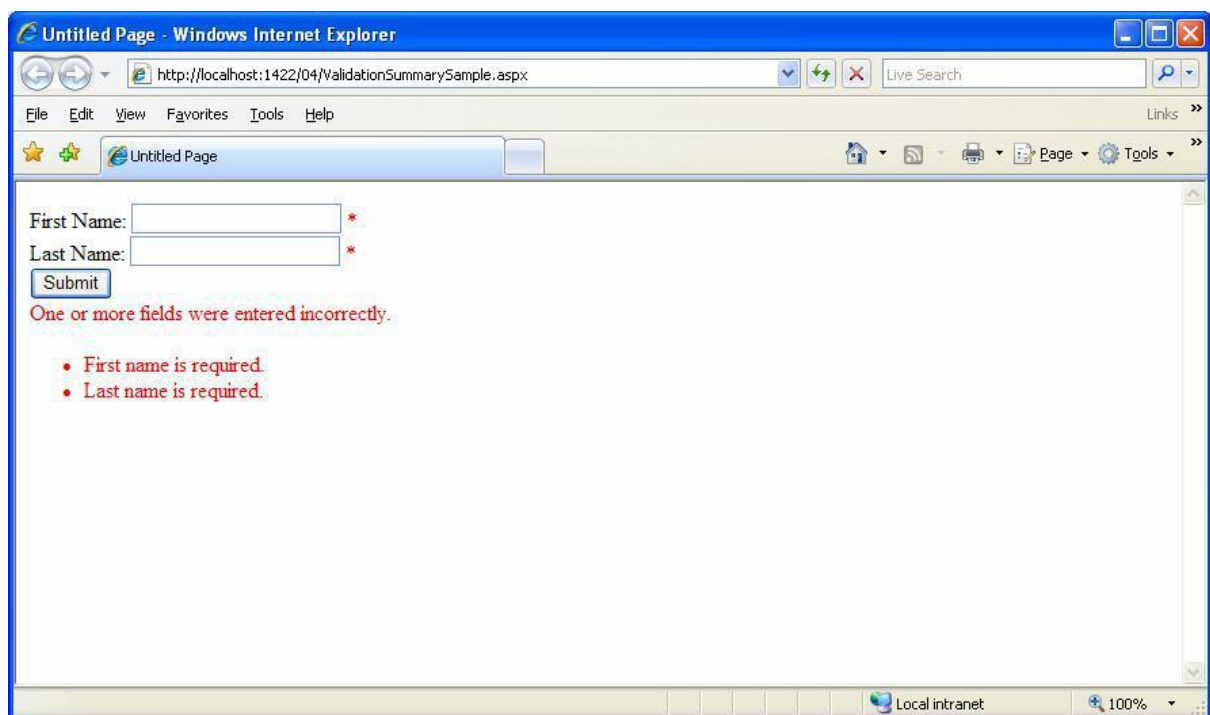 Untitled Page - Windows Internet Explorer
http://localhost:1422/04/ValidationSummarySample.aspx
Live Search
File Edit View Favorites Tools Help
Links »
Untitled Page
Page Tools »
First Name: *
Last Name: *
Submit
One or more fields were entered incorrectly.
• First name is required.
• Last name is required.
Local intranet
100%